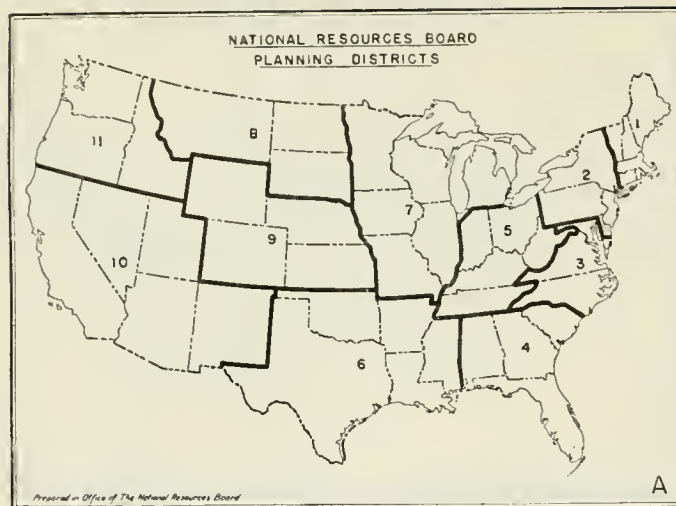 NATIONAL RESOURCES BOARD
PLANNING DISTRICTS
1
2
3
4
5
6
7
8
9
10
11
Prepared in Office of The National Resources Board
A